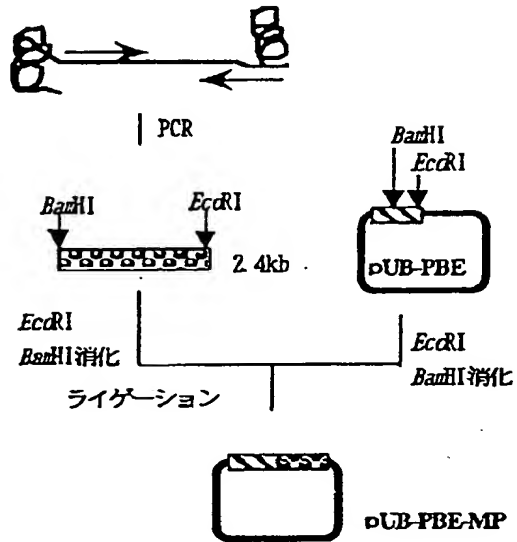 PCR
BamHI
EcoRI
BamHI
EcoRI
2.4kb
pUB-PBE
EcoRI
BamHI消化
ライゲーション
EcoRI
BamHI消化
pUB-PBE-MP